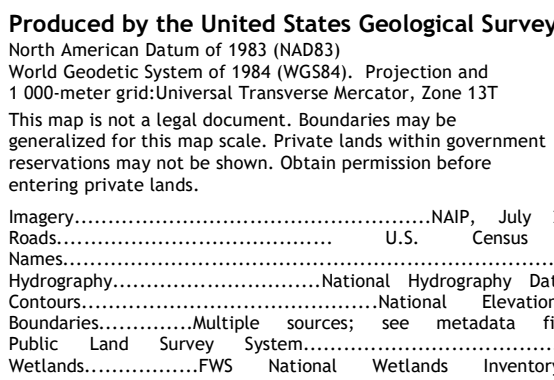 Produced by the United States Geological Survey
North American Datum of 1983 (NAD83)
World Geodetic System of 1984 (WGS84). Projection and
1 000-meter grid:Universal Transverse Mercator, Zone 13T
This map is not a legal document. Boundaries may be
generalized for this map scale. Private lands within government
reservations may not be shown. Obtain permission before
entering private lands.
Imagery....................................................NAIP, July
Roads........................................ U.S. Census
Names........................................................................
Hydrography..............................National Hydrography
Contours...........................................National
Boundaries..............Multiple sources; see metadata
Public Land Survey System.....................................
Wetlands.................FWS National Wetlands Inventory